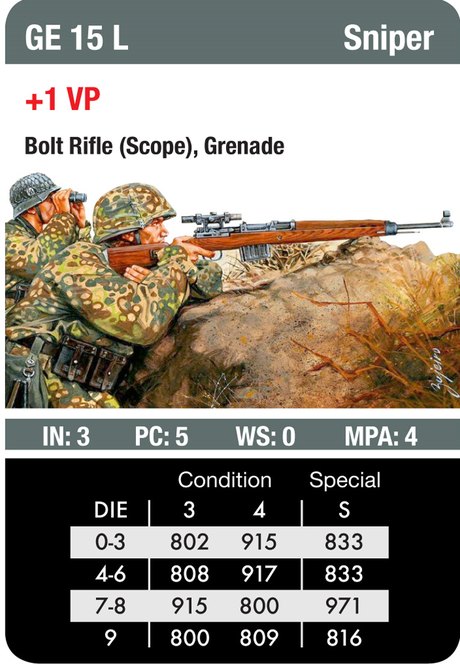 GE 15 L Sniper
+1 VP
Bolt Rifle (Scope), Grenade
IN: 3 PC: 5 WS: 0 MPA: 4
Condition Special
DIE 3 4 S
0-3 802 915 833
4-6 808 917 833
7-8 915 800 971
9 800 809 816